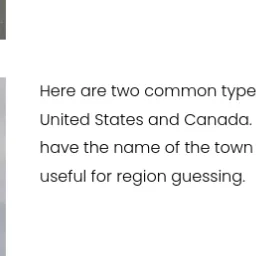 Here are two common type
United States and Canada.
have the name of the town
useful for region guessing.